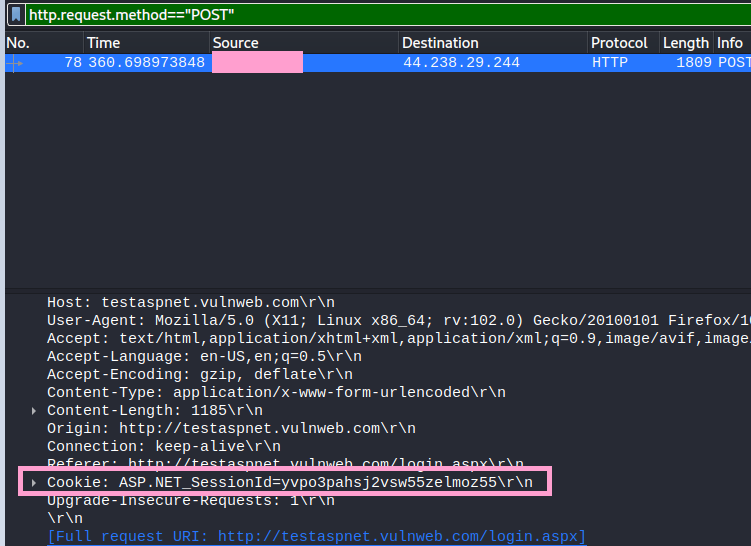 http.request.method=="POST"
No. Time Source Destination Protocol Length Info
78 360.698973848 44.238.29.244 HTTP 1809 POST
Host: testaspnet.vulnweb.com\r\n
User-Agent: Mozilla/5.0 (X11; Linux x86_64; rv:102.0) Gecko/20100101 Firefox/10
Accept: text/html,application/xhtml+xml,application/xml;q=0.9,image/avif,image/
Accept-Language: en-US,en;q=0.5\r\n
Accept-Encoding: gzip, deflate\r\n
Content-Type: application/x-www-form-urlencoded\r\n
Content-Length: 1185\r\n
Origin: http://testaspnet.vulnweb.com\r\n
Connection: keep-alive\r\n
Referer: http://testaspnet.vulnweb.com/login.aspx\r\n
Cookie: ASP.NET_SessionId=yvpo3pahsj2vsw55zelmoz55\r\n
Upgrade-Insecure-Requests: 1\r\n
\r\n
[Full request URI: http://testaspnet.vulnweb.com/login.aspx]